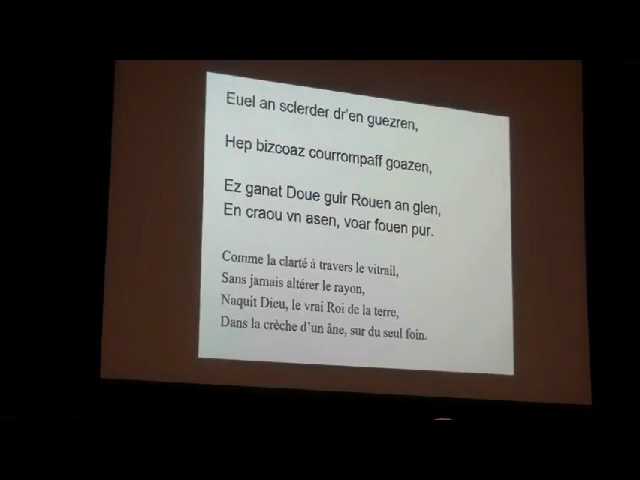 Euel an sclerder dr'en guezren,
Hep bizcoaz courrompaff goazen,
Ez ganat Doue guir Rouen an glen,
En craou vn asen, voar fouen pur.
Comme la clarté à travers le vitrail,
Sans jamais altérer le rayon,
Naquit Dieu, le vrai Roi de la terre,
Dans la crèche d'un âne, sur du seul foin.